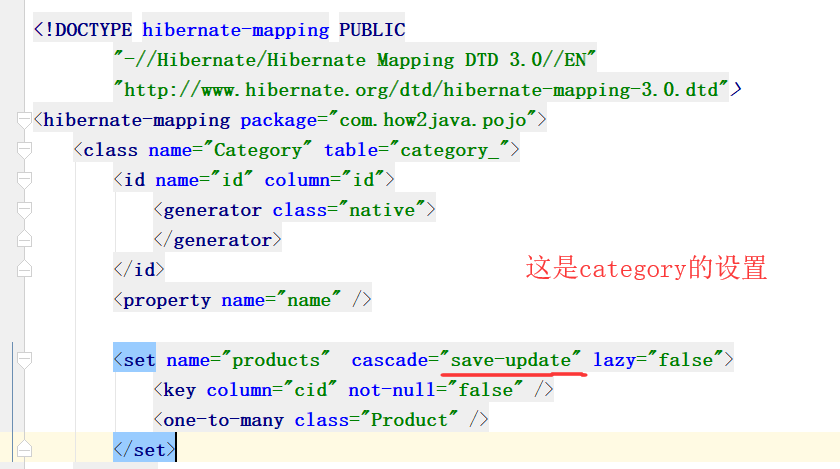 <!DOCTYPE hibernate-mapping PUBLIC
"-//Hibernate/Hibernate Mapping DTD 3.0//EN"
"http://www.hibernate.org/dtd/hibernate-mapping-3.0.dtd">
<hibernate-mapping package="com.how2java.pojo">
<class name="Category" table="category_">
<id name="id" column="id">
<generator class="native">
</generator>
</id>
这是category的设置
<property name="name" />
<set name="products"  cascade="save-update" lazy="false">
<key column="cid" not-null="false" />
<one-to-many class="Product" />
</set>